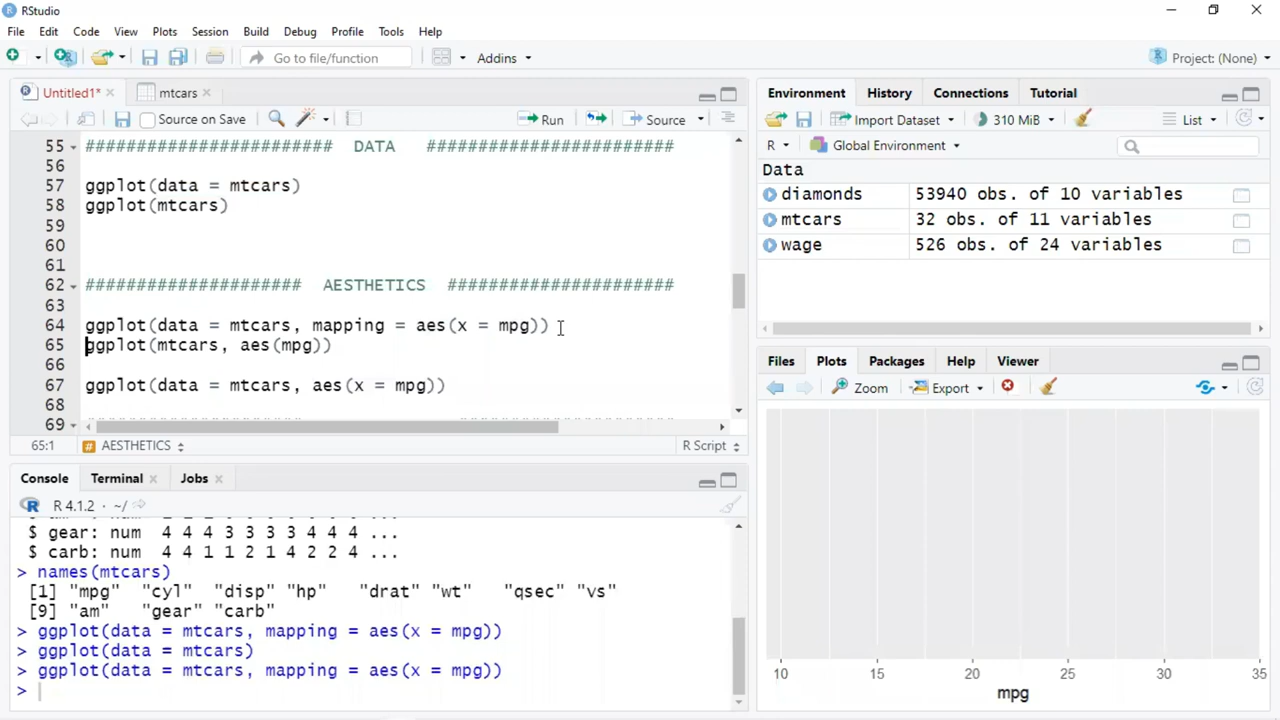 RStudio
File Edit Code View Plots Session Build Debug Profile Tools Help
Go to file/function Addins Project: (None)
Untitled1* mtcars
Source on Save Run Source
55 ######################## DATA ########################
56
57 ggplot(data = mtcars)
58 ggplot(mtcars)
59
60
61
62 ##################### AESTHETICS ######################
63
64 ggplot(data = mtcars, mapping = aes(x = mpg))
65 ggplot(mtcars, aes(mpg))
66
67 ggplot(data = mtcars, aes(x = mpg))
68
69
65:1 # AESTHETICS R Script
Console Terminal Jobs
R 4.1.2 · ~/
$ gear: num 4 4 4 3 3 3 3 4 4 4 ...
$ carb: num 4 4 1 1 2 1 4 2 2 4 ...
> names(mtcars)
[1] "mpg" "cyl" "disp" "hp" "drat" "wt" "qsec" "vs"
[9] "am" "gear" "carb"
> ggplot(data = mtcars, mapping = aes(x = mpg))
> ggplot(data = mtcars)
> ggplot(data = mtcars, mapping = aes(x = mpg))
>
Environment History Connections Tutorial
Import Dataset 310 MiB List
R Global Environment
Data
diamonds 53940 obs. of 10 variables
mtcars 32 obs. of 11 variables
wage 526 obs. of 24 variables
Files Plots Packages Help Viewer
Zoom Export
10 15 20 25 30 35
mpg